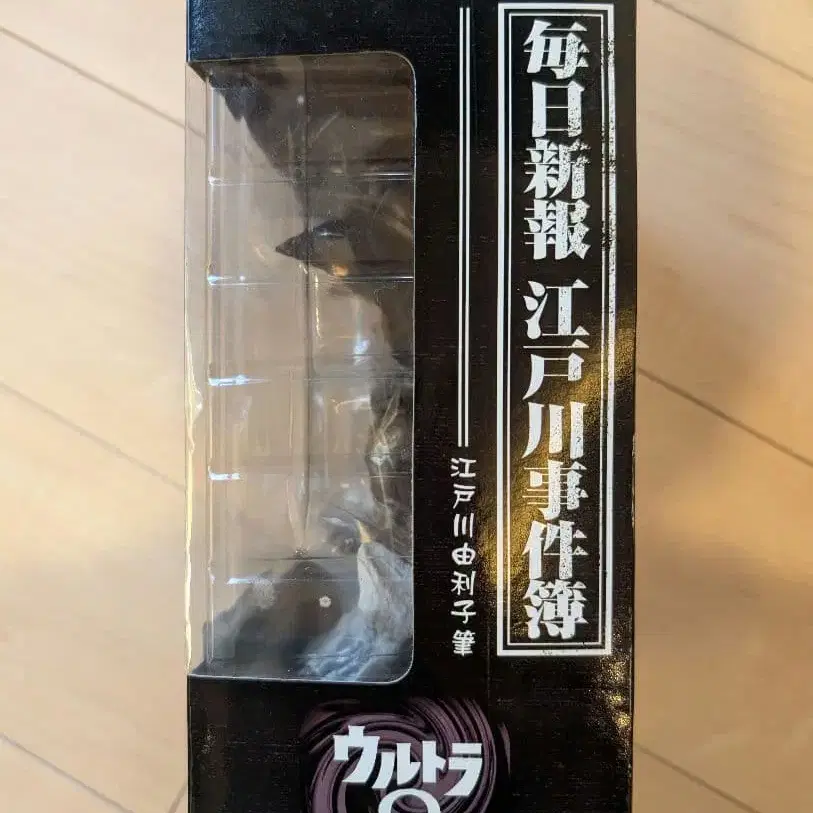 毎日新報 江戸川事件簿
江戸川由利子筆
ウルトラ
Q